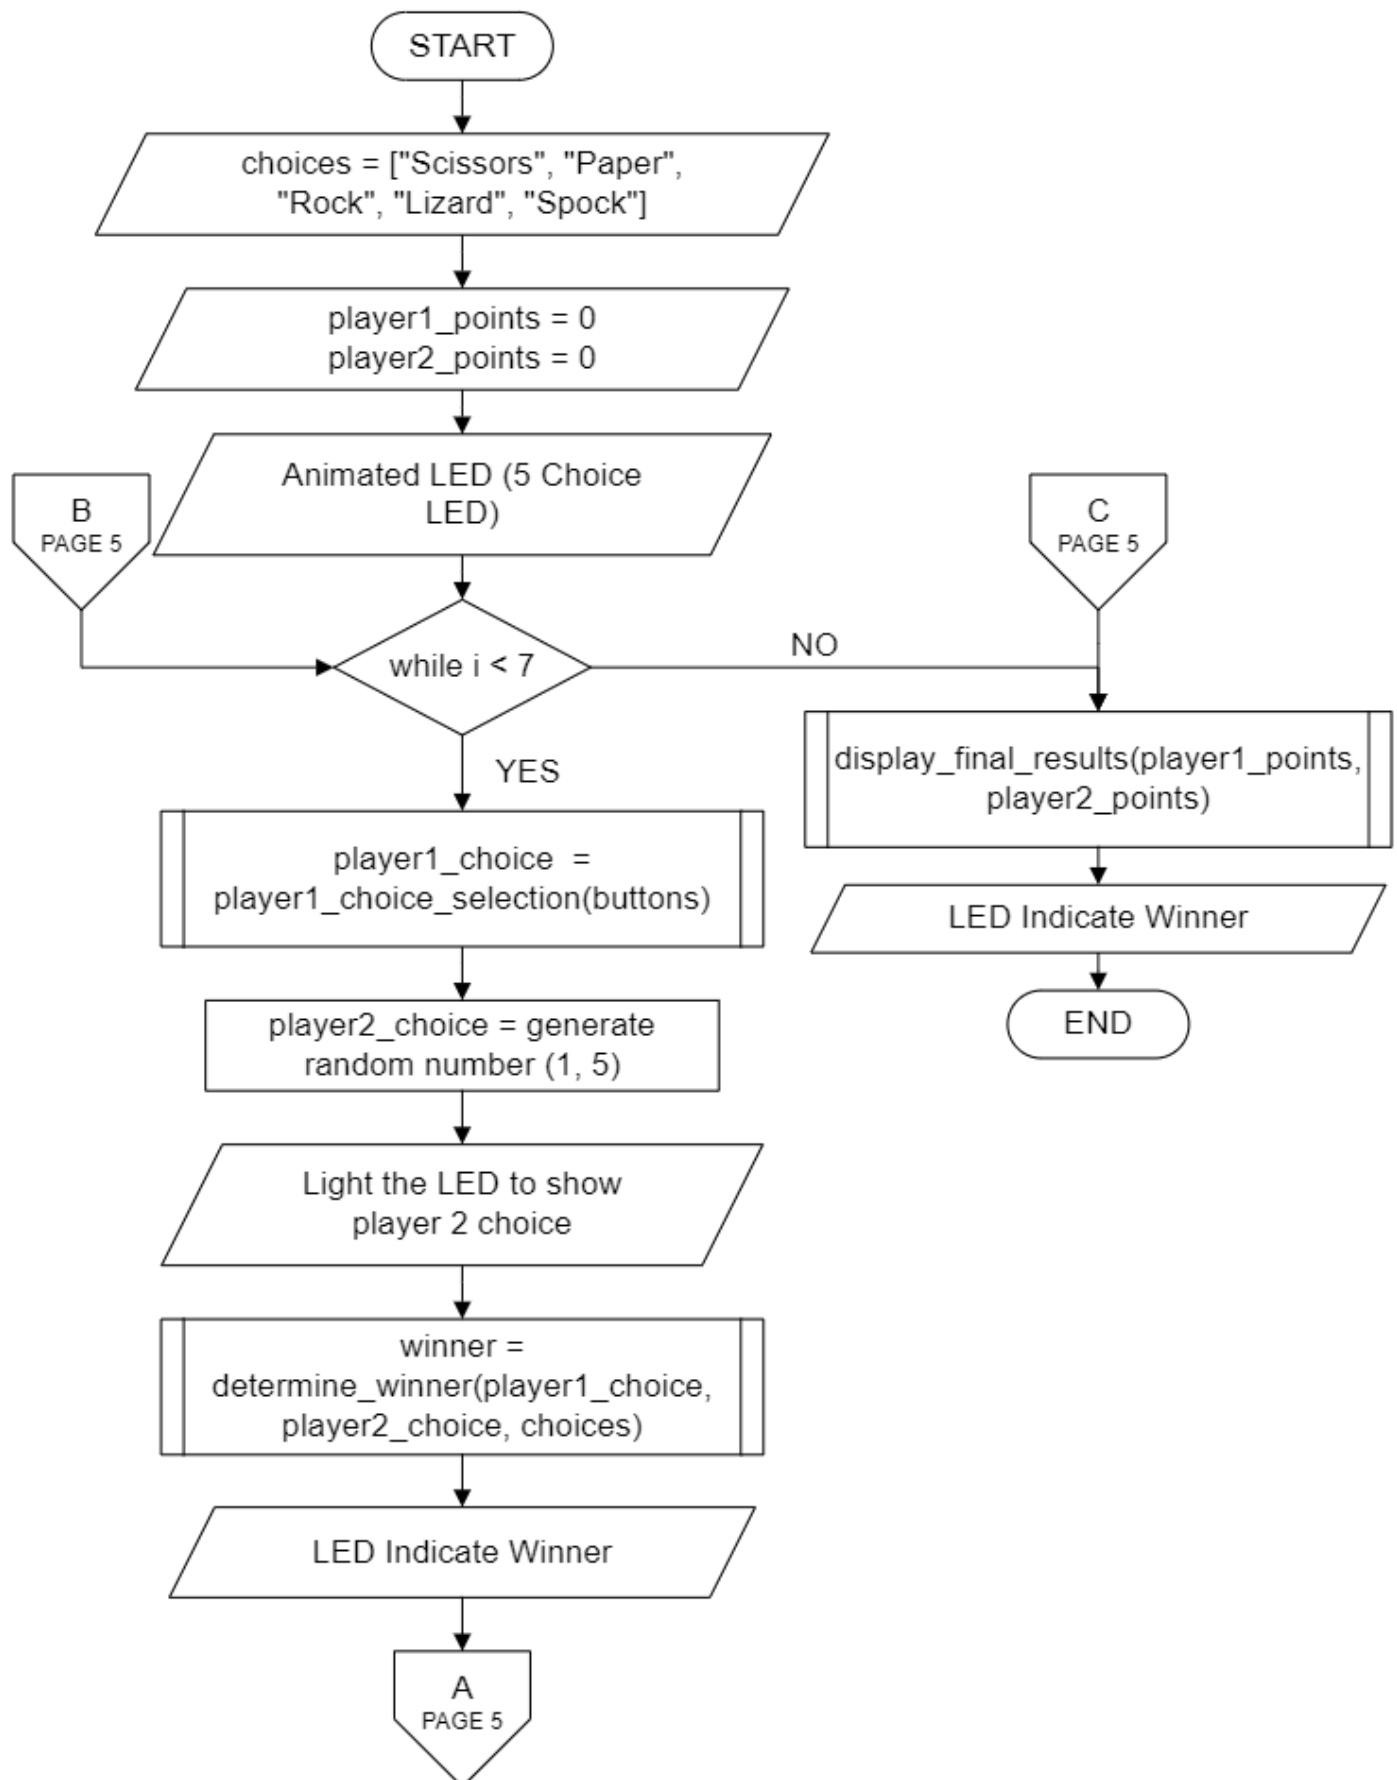 START
choices = ["Scissors", "Paper",
"Rock", "Lizard", "Spock"]
player1_points = 0
player2_points = 0
Animated LED (5 Choice
LED)
B
PAGE 5
C
PAGE 5
while i < 7
NO
YES
display_final_results(player1_points,
player2_points)
player1_choice =
player1_choice_selection(buttons)
LED Indicate Winner
END
player2_choice = generate
random number (1, 5)
Light the LED to show
player 2 choice
winner =
determine_winner(player1_choice,
player2_choice, choices)
LED Indicate Winner
A
PAGE 5